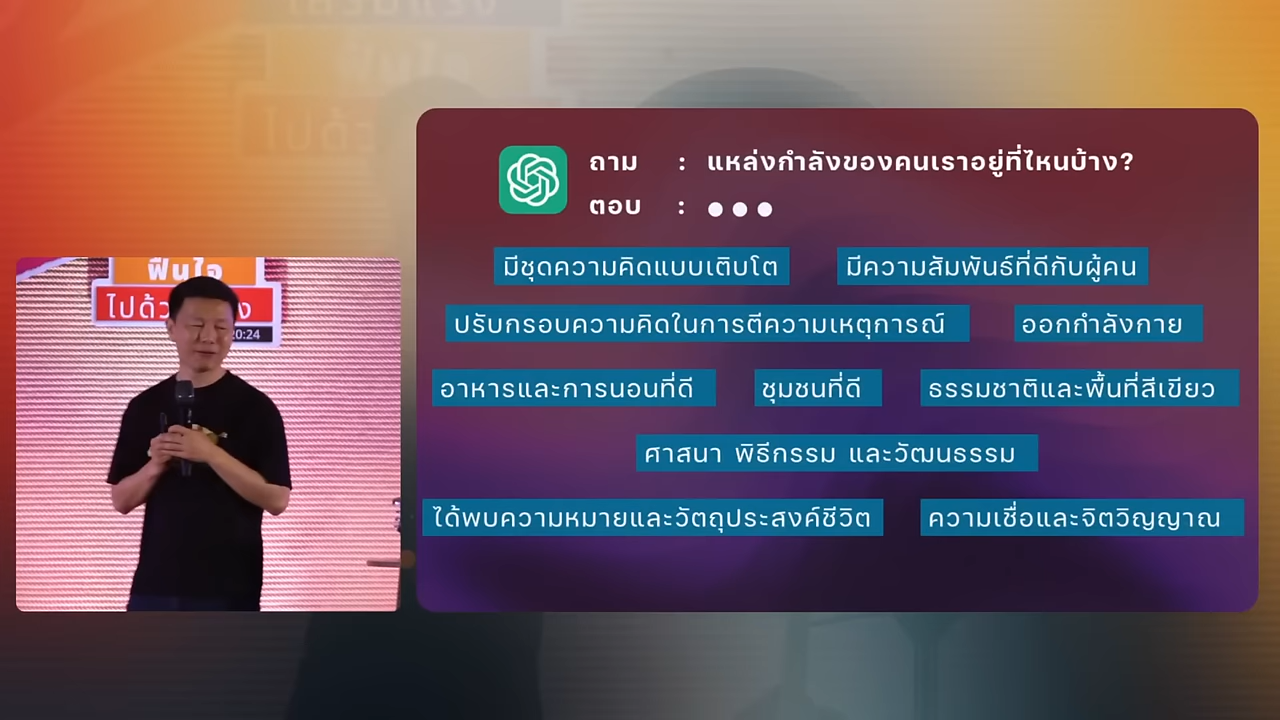 ถาม : แหล่งกำลังของคนเราอยู่ที่ไหนบ้าง?
ตอบ : ●●●
มีชุดความคิดแบบเติบโต
มีความสัมพันธ์ที่ดีกับผู้คน
ปรับกรอบความคิดในการตีความเหตุการณ์
ออกกำลังกาย
อาหารและการนอนที่ดี
ชุมชนที่ดี
ธรรมชาติและพื้นที่สีเขียว
ศาสนา พิธีกรรม และวัฒนธรรม
ได้พบความหมายและวัตถุประสงค์ชีวิต
ความเชื่อและจิตวิญญาณ
ฟื้นใจ